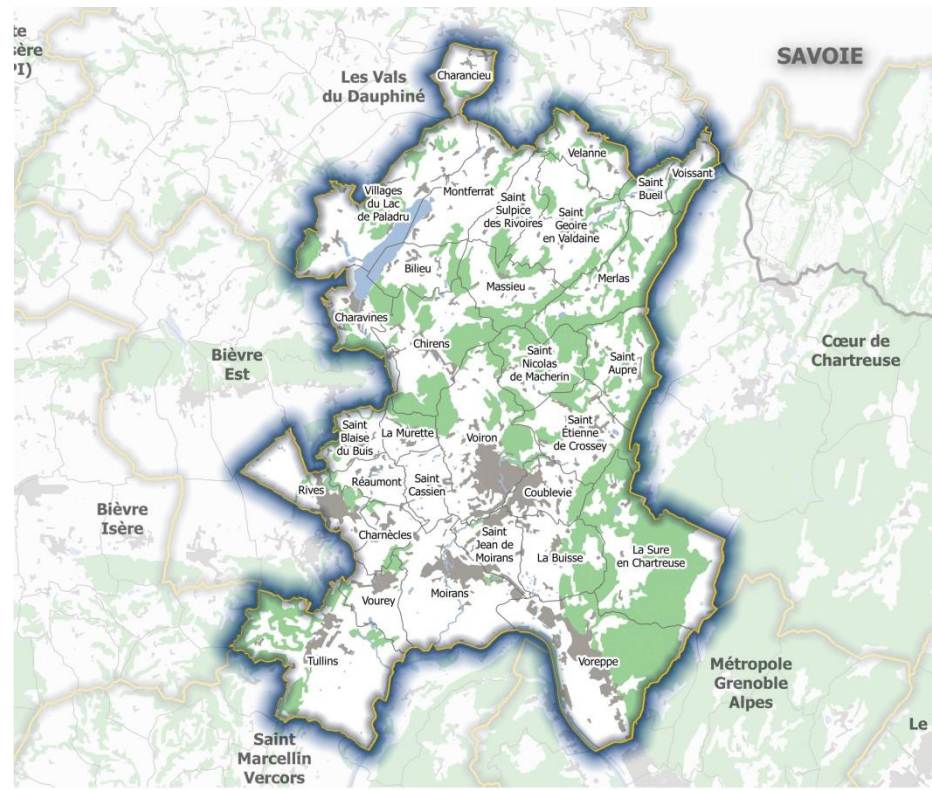 te
sère
PI)
SAVOIE
Les Vals
du Dauphiné
Charancieu
Velanne
Voissant
Saint
Bueil
Villages
du Lac
de Paladru
Montferrat
Saint
Sulpice
des Rivoires
Saint
Geoire
en Valdaine
Bilieu
Massieu
Merlas
Charavines
Chirens
Saint
Nicolas
de Macherin
Saint
Aupre
Bièvre
Est
Cœur de
Chartreuse
Saint
Blaise
du Buis
La Murette
Voiron
Saint
Étienne
de Crossey
Rives
Réaumont
Saint
Cassien
Coublevie
Bièvre
Isère
Charnècles
Saint
Jean de
Moirans
La Buisse
La Sure
en Chartreuse
Vourey
Moirans
Tullins
Voreppe
Métropole
Grenoble
Alpes
Le
Saint
Marcellin
Vercors